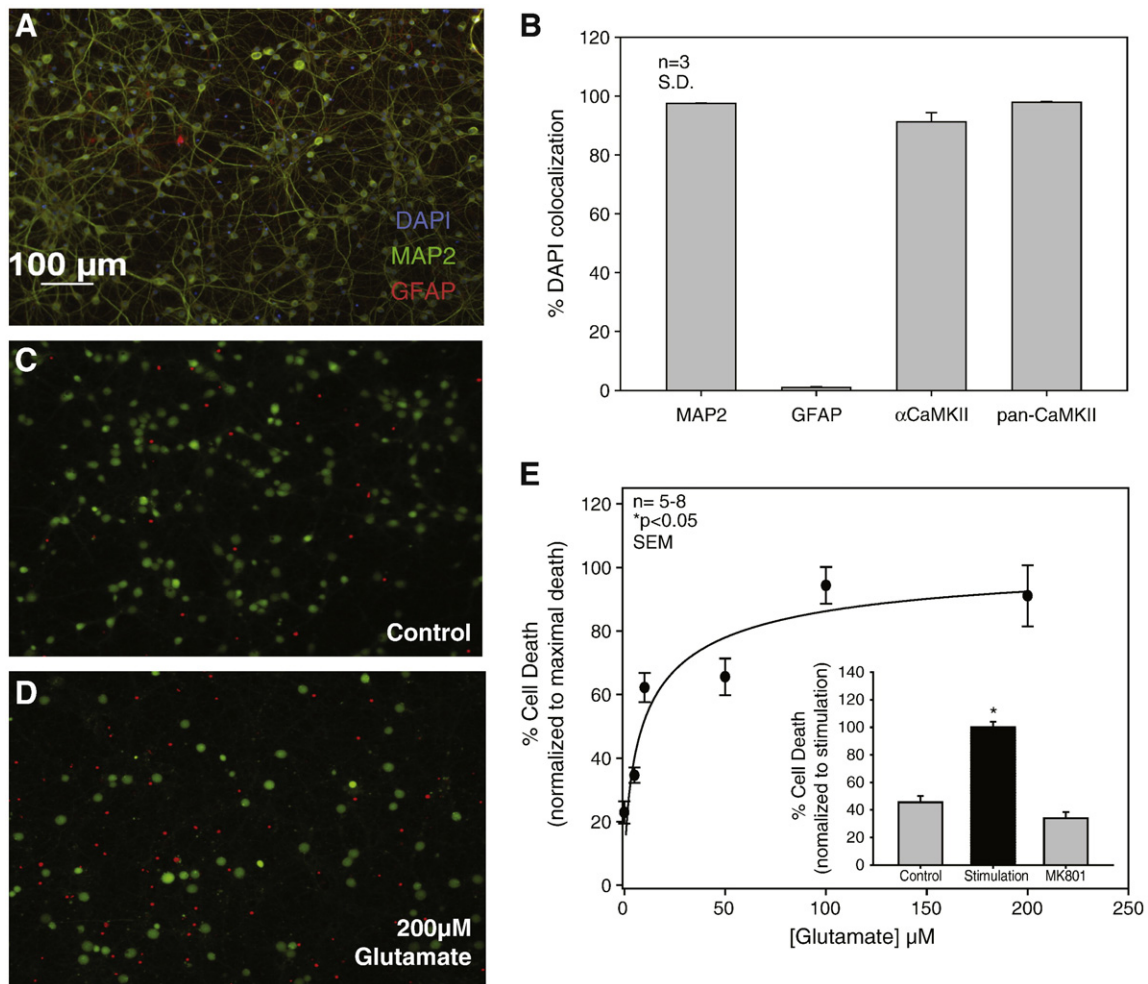 A
DAPI
MAP2
GFAP
100 µm
B
% DAPI colocalization
120
100
80
60
40
20
0
n=3
S.D.
MAP2 GFAP αCaMKII pan-CaMKII
C
Control
D
200µM
Glutamate
E
% Cell Death
(normalized to maximal death)
120
100
80
60
40
20
0
n= 5-8
*p<0.05
SEM
0 50 100 150 200 250
[Glutamate] µM
% Cell Death
(nomalized to stimulation)
140
120
100
80
60
40
20
0
*
Control Stimulation MK801